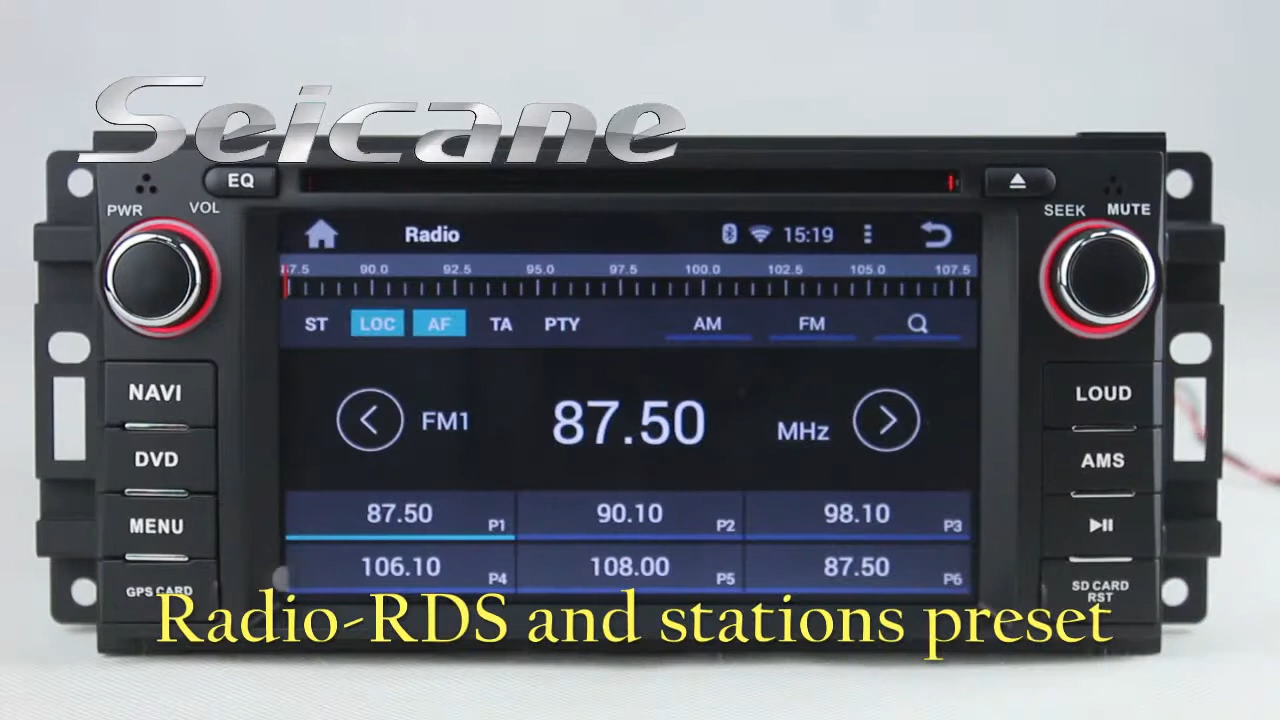 Seicane
EQ
PWR
VOL
SEEK
MUTE
Radio
15:19
87.5 90.0 92.5 95.0 97.5 100.0 102.5 105.0 107.5
ST LOC AF TA PTY AM FM
NAVI
DVD
MENU
GPS CARD
FM1 87.50 MHz
87.50 P1 90.10 P2 98.10 P3
106.10 P4 108.00 P5 87.50 P6
LOUD
AMS
SD CARD
RST
Radio-RDS and stations preset